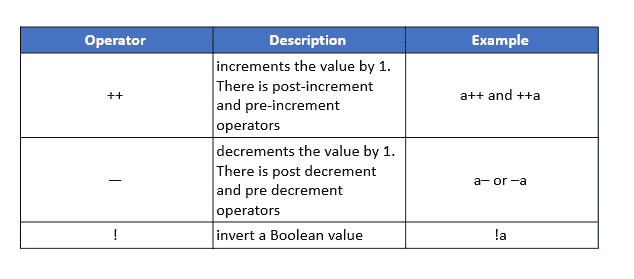 Operator Description Example
++ increments the value by 1. There is post-increment and pre-increment operators a++ and ++a
— decrements the value by 1. There is post decrement and pre decrement operators a– or –a
! invert a Boolean value !a